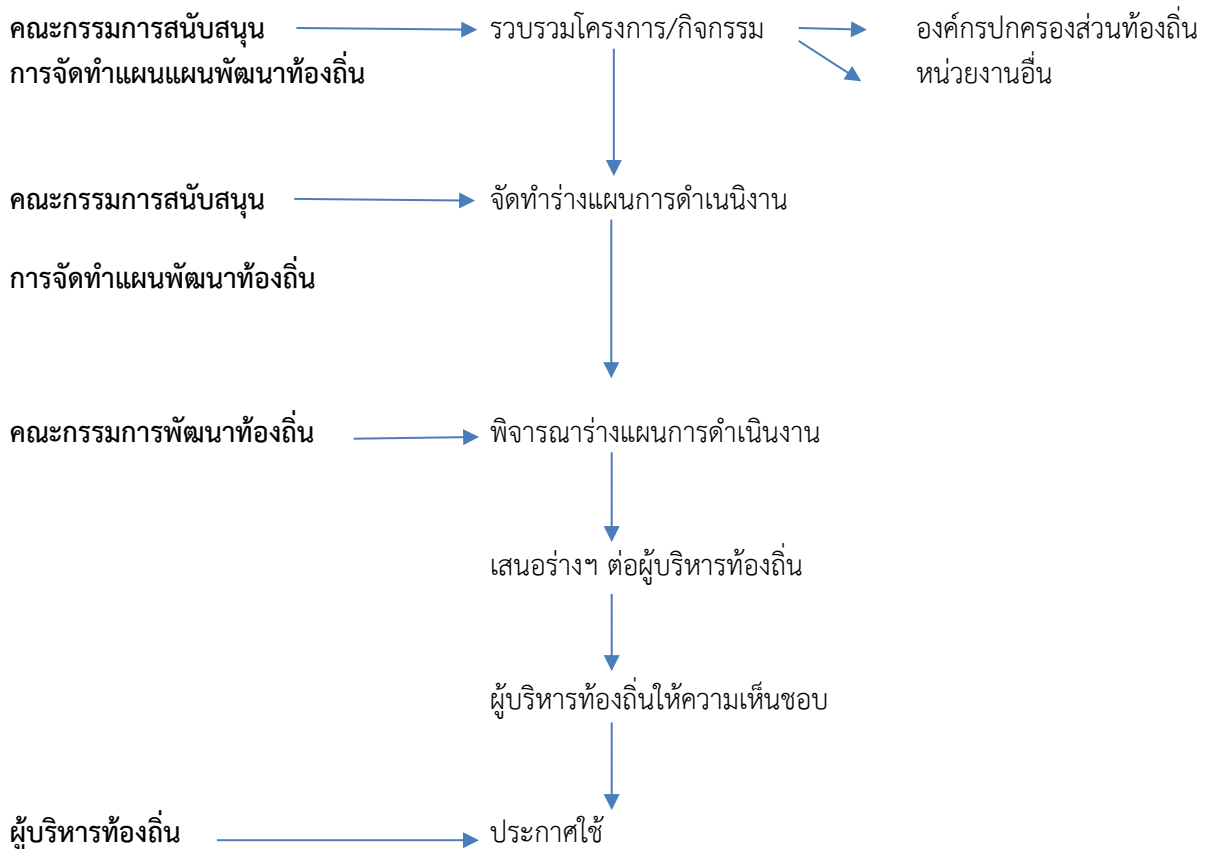 คณะกรรมการสนับสนุน รวบรวมโครงการ/กิจกรรม องค์กรปกครองส่วนท้องถิ่น
การจัดทำแผนแผนพัฒนาท้องถิ่น หน่วยงานอื่น
คณะกรรมการสนับสนุน จัดทำร่างแผนการดำเนนิงาน
การจัดทำแผนพัฒนาท้องถิ่น
คณะกรรมการพัฒนาท้องถิ่น พิจารณาร่างแผนการดำเนินงาน
เสนอร่างฯ ต่อผู้บริหารท้องถิ่น
ผู้บริหารท้องถิ่นให้ความเห็นชอบ
ผู้บริหารท้องถิ่น ประกาศใช้